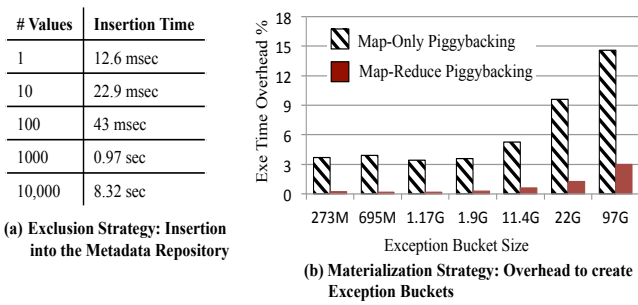 # Values Insertion Time
1 12.6 msec
10 22.9 msec
100 43 msec
1000 0.97 sec
10,000 8.32 sec
(a) Exclusion Strategy: Insertion
into the Metadata Repository
Exe Time Overhead %
18
15
12
9
6
3
0
Map-Only Piggybacking
Map-Reduce Piggybacking
273M 695M 1.17G 1.9G 11.4G 22G 97G
Exception Bucket Size
(b) Materialization Strategy: Overhead to create
Exception Buckets